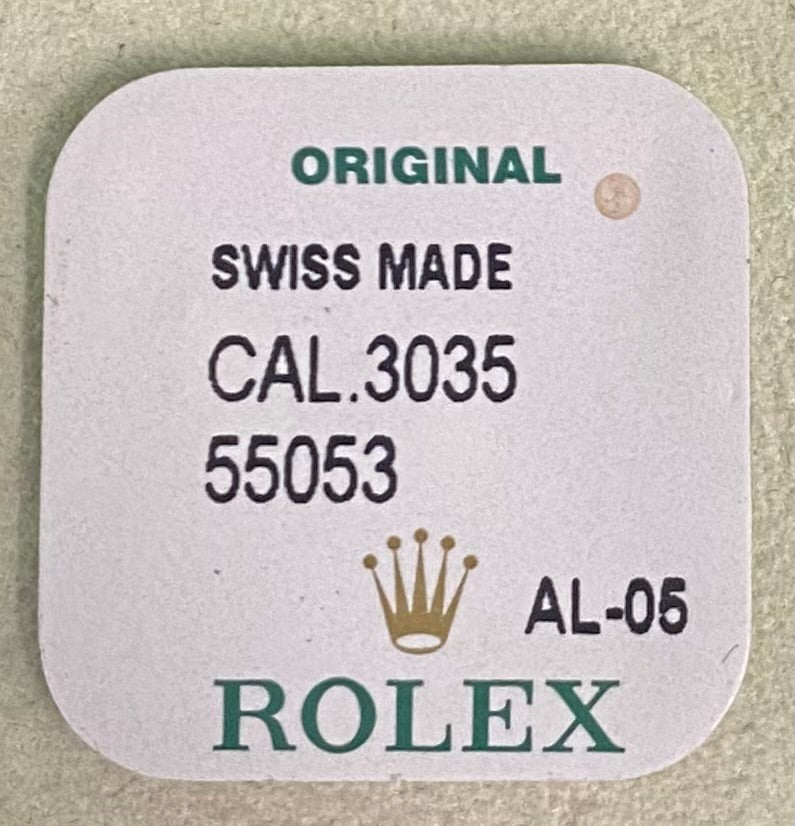 ORIGINAL
SWISS MADE
CAL.3035
55053
AL-05
ROLEX